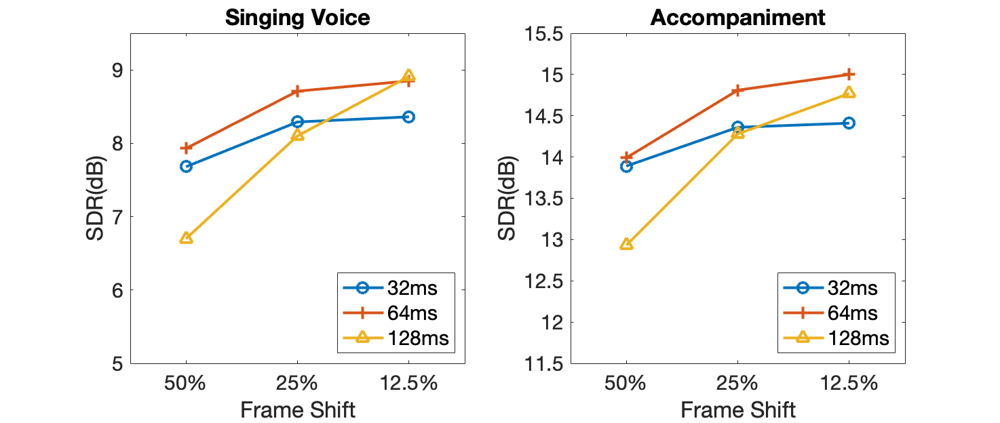 Singing Voice
SDR(dB)
9
8
7
6
5
50%
25%
12.5%
Frame Shift
32ms
64ms
128ms
Accompaniment
SDR(dB)
15.5
15
14.5
14
13.5
13
12.5
12
11.5
50%
25%
12.5%
Frame Shift
32ms
64ms
128ms